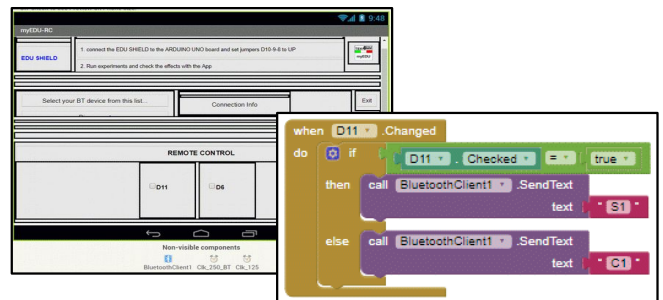 9:48
myEDU-RC
EDU SHIELD
1. connect the EDU SHIELD to the ARDUINO UNO board and set jumpers D10-9-8 to UP
2. Run experiments and check the effects with the App
myEDU
Select your BT device from this list...
Connection Info
Exit
REMOTE CONTROL
D11
D6
Non-visible components
BluetoothClient1 Clk_250_BT Clk_125
when D11 .Changed
do if D11 . Checked = true
then call BluetoothClient1 .SendText
text " S1 "
else call BluetoothClient1 .SendText
text " C1 "